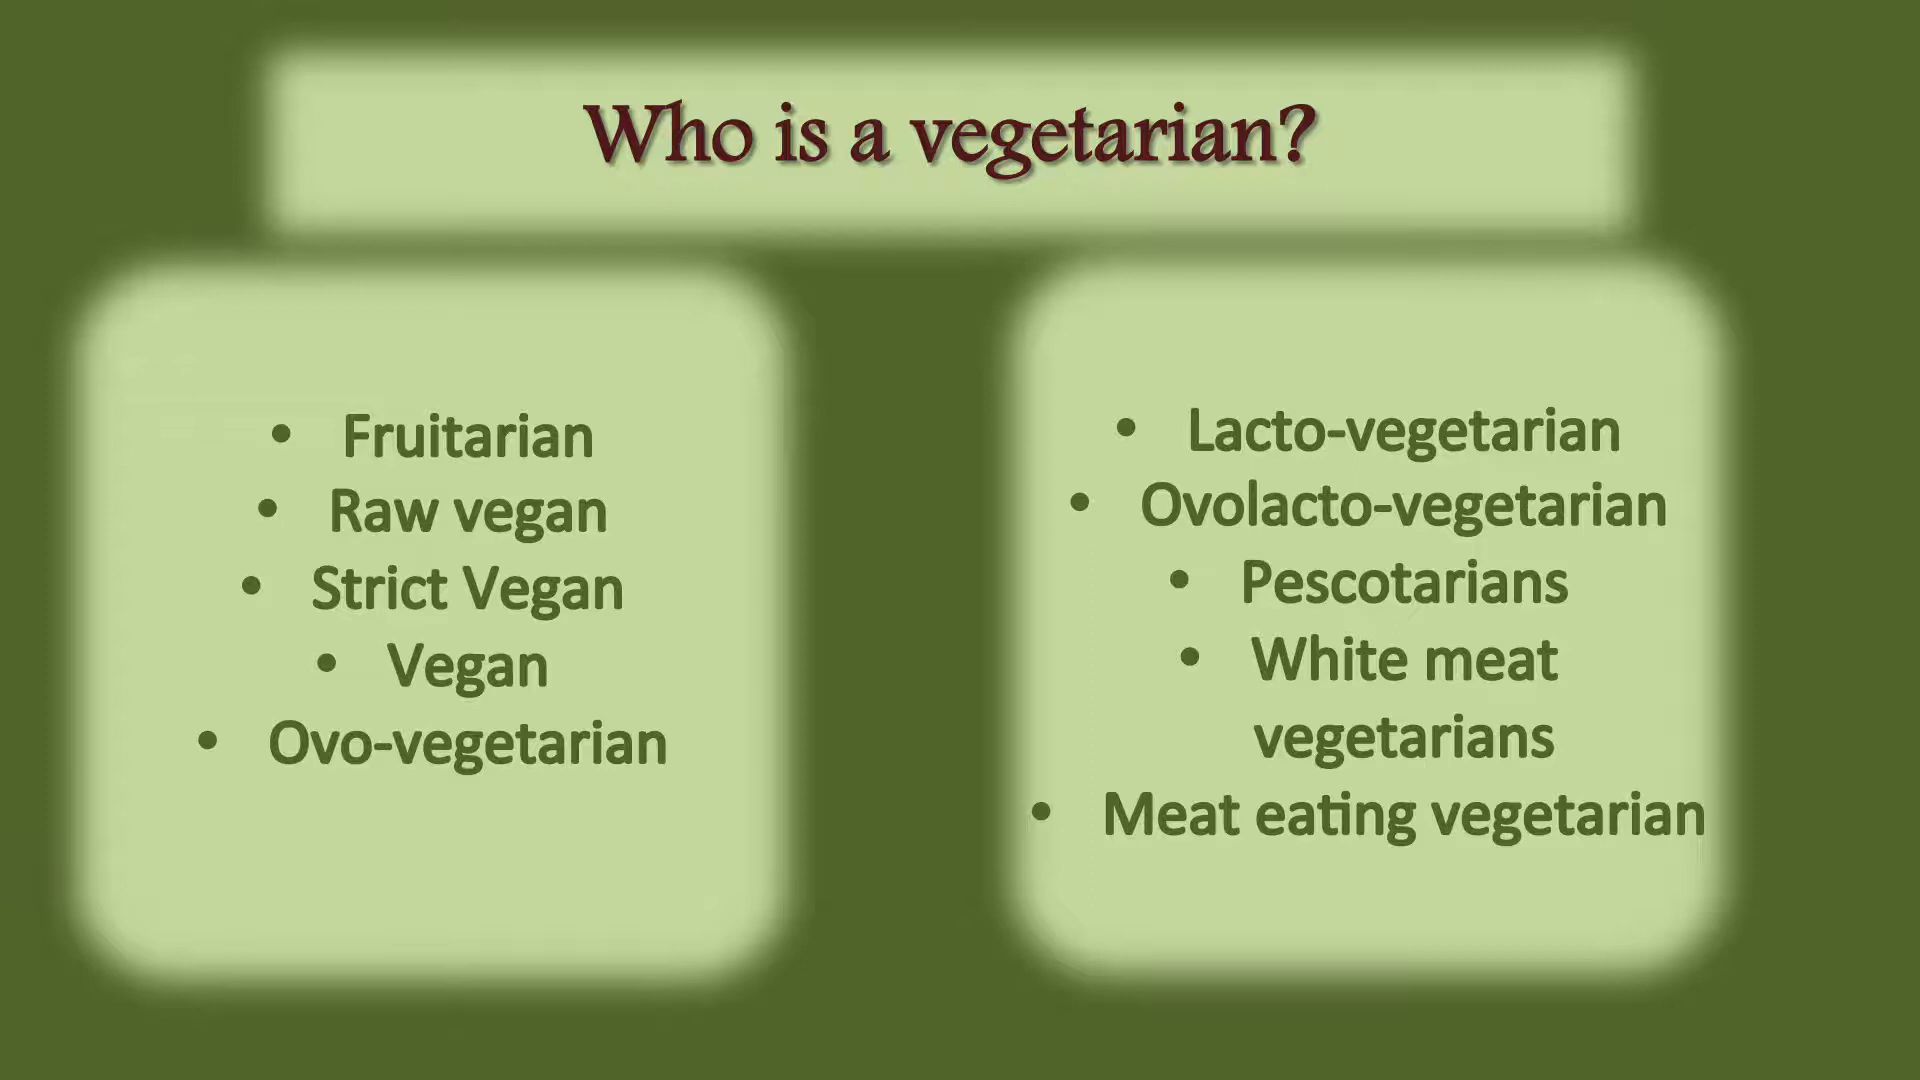 Who is a vegetarian?
• Fruitarian
• Raw vegan
• Strict Vegan
• Vegan
• Ovo-vegetarian
• Lacto-vegetarian
• Ovolacto-vegetarian
• Pescotarians
• White meat
vegetarians
• Meat eating vegetarian